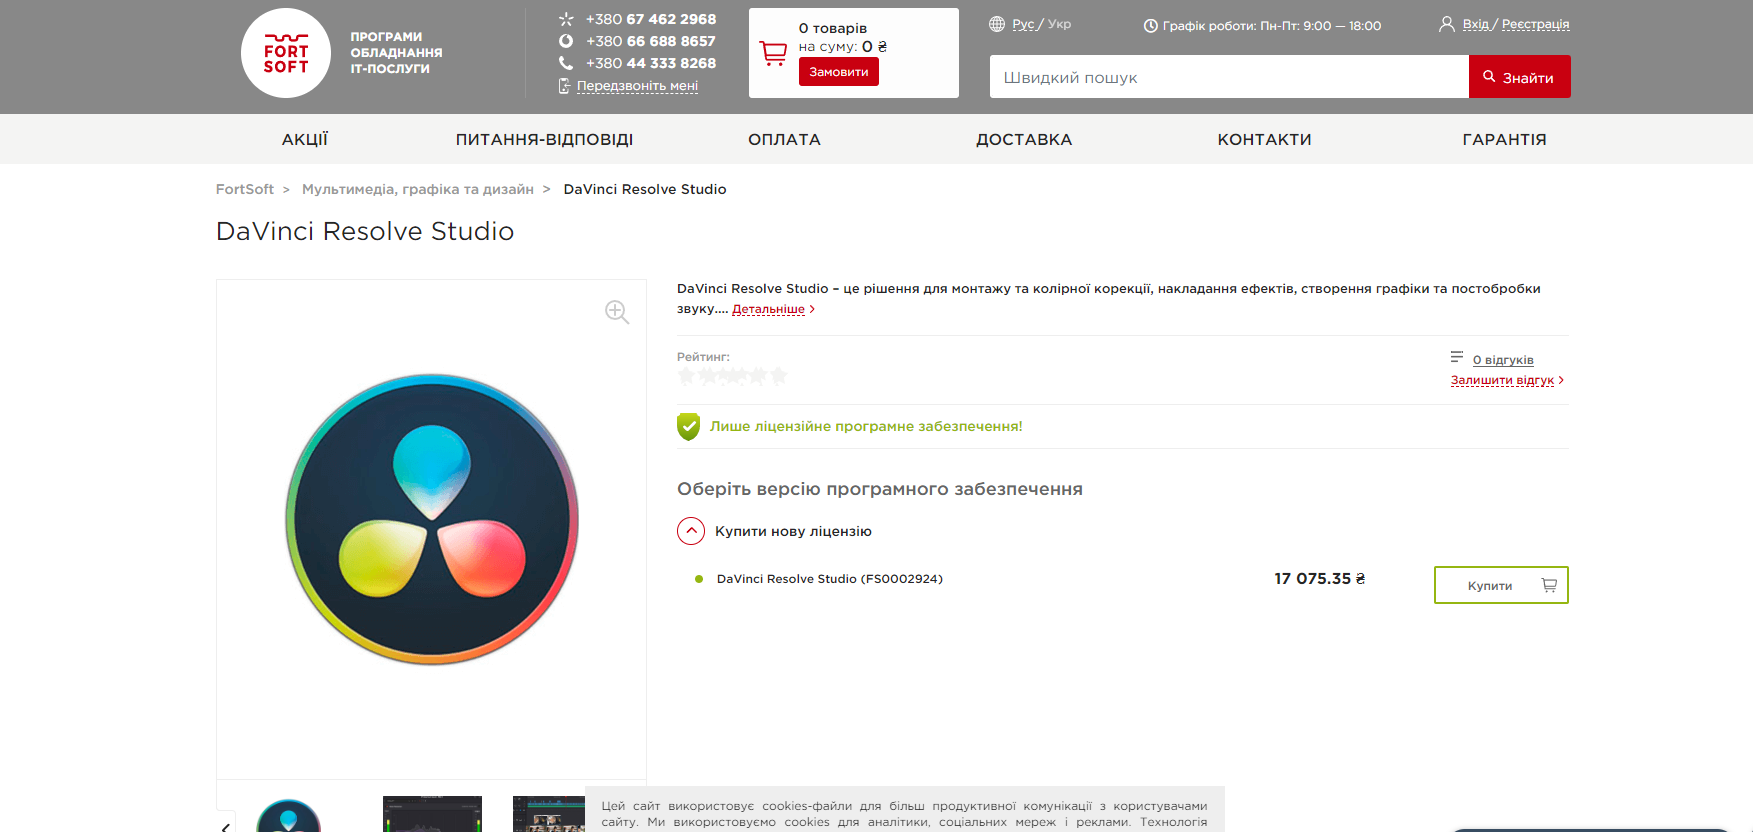 FORT
SOFT
ПРОГРАМИ
ОБЛАДНАННЯ
ІТ-ПОСЛУГИ
+380 67 462 2968
+380 66 688 8657
+380 44 333 8268
Передзвоніть мені
0 товарів
на суму: 0 ₴
Замовити
Рус / Укр
Графік роботи: Пн-Пт: 9:00 — 18:00
Вхід / Реєстрація
Швидкий пошук
Знайти
АКЦІЇ
ПИТАННЯ-ВІДПОВІДІ
ОПЛАТА
ДОСТАВКА
КОНТАКТИ
ГАРАНТІЯ
FortSoft > Мультимедіа, графіка та дизайн > DaVinci Resolve Studio
DaVinci Resolve Studio
DaVinci Resolve Studio – це рішення для монтажу та колірної корекції, накладання ефектів, створення графіки та постобробки
звуку.... Детальніше >
Рейтинг:
0 відгуків
Залишити відгук >
Лише ліцензійне програмне забезпечення!
Оберіть версію програмного забезпечення
Купити нову ліцензію
DaVinci Resolve Studio (FS0002924)
17 075.35 ₴
Купити
Цей сайт використовує cookies-файли для більш продуктивної комунікації з користувачами
сайту. Ми використовуємо cookies для аналітики, соціальних мереж і реклами. Технологія